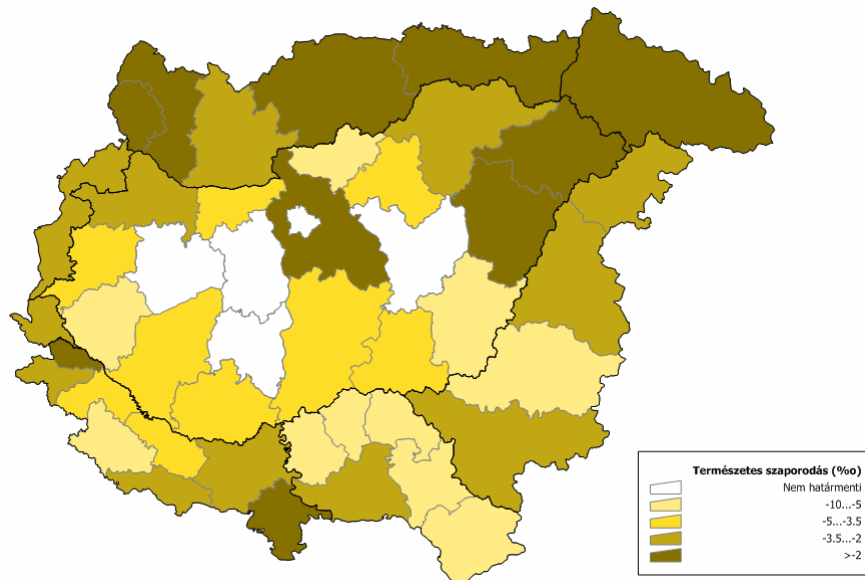 Természetes szaporodás (%o)
Nem határmenti
-10...-5
-5...-3.5
-3.5...-2
>-2